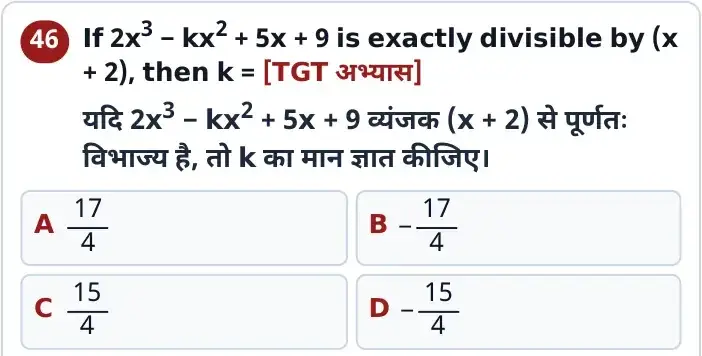 46 If 2x³ – kx² + 5x + 9 is exactly divisible by (x
+ 2), then k = [TGT अभ्यास]
यदि 2x³ – kx² + 5x + 9 व्यंजक (x + 2) से पूर्णतः
विभाज्य है, तो k का मान ज्ञात कीजिए।
A 17/4
B –17/4
C 15/4
D –15/4